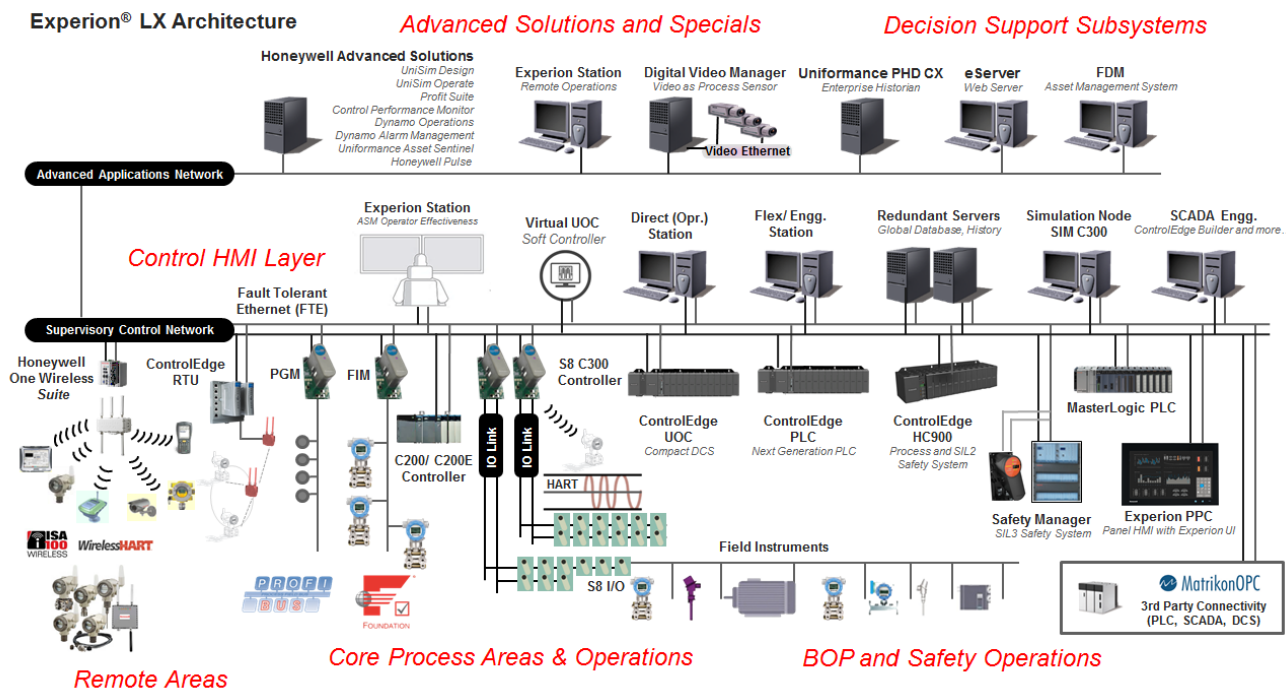 Experion® LX Architecture
Advanced Solutions and Specials
Decision Support Subsystems
Honeywell Advanced Solutions
UniSim Design
UniSim Operate
Profit Suite
Control Performance Monitor
Dynamo Operations
Dynamo Alarm Management
Uniformance Asset Sentinel
Honeywell Pulse
Experion Station
Remote Operations
Digital Video Manager
Video as Process Sensor
Video Ethernet
Uniformance PHD CX
Enterprise Historian
eServer
Web Server
FDM
Asset Management System
Advanced Applications Network
Control HMI Layer
Experion Station
ASM Operator Effectiveness
Virtual UOC
Soft Controller
Direct (Opr.)
Station
Flex/ Engg.
Station
Redundant Servers
Global Database, History
Simulation Node
SIM C300
SCADA Engg.
ControlEdge Builder and more.
Fault Tolerant
Ethernet (FTE)
Supervisory Control Network
Honeywell
One Wireless
Suite
ControlEdge
RTU
PGM
FIM
C200/ C200E
Controller
IO Link
IO Link
S8 C300
Controller
HART
S8 I/O
ControlEdge
UOC
Compact DCS
ControlEdge
PLC
Next Generation PLC
ControlEdge
HC900
Process and SIL2
Safety System
MasterLogic PLC
Safety Manager
SIL3 Safety System
Experion PPC
Panel HMI with Experion UI
Field Instruments
ISA
100
WIRELESS
WirelessHART
PROFI
BUS
FOUNDATION
MatrikonOPC
3rd Party Connectivity
(PLC, SCADA, DCS)
Remote Areas
Core Process Areas & Operations
BOP and Safety Operations